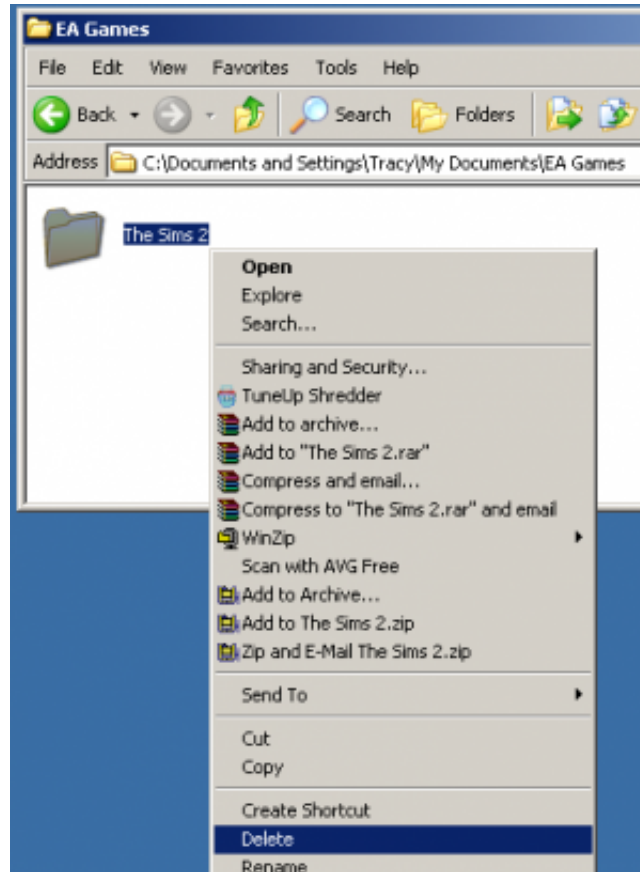 EA Games
File Edit View Favorites Tools Help
Back Search Folders
Address C:\Documents and Settings\Tracy\My Documents\EA Games
The Sims 2
Open
Explore
Search...
Sharing and Security...
TuneUp Shredder
Add to archive...
Add to "The Sims 2.rar"
Compress and email...
Compress to "The Sims 2.rar" and email
WinZip
Scan with AVG Free
Add to Archive...
Add to The Sims 2.zip
Zip and E-Mail The Sims 2.zip
Send To
Cut
Copy
Create Shortcut
Delete
Rename